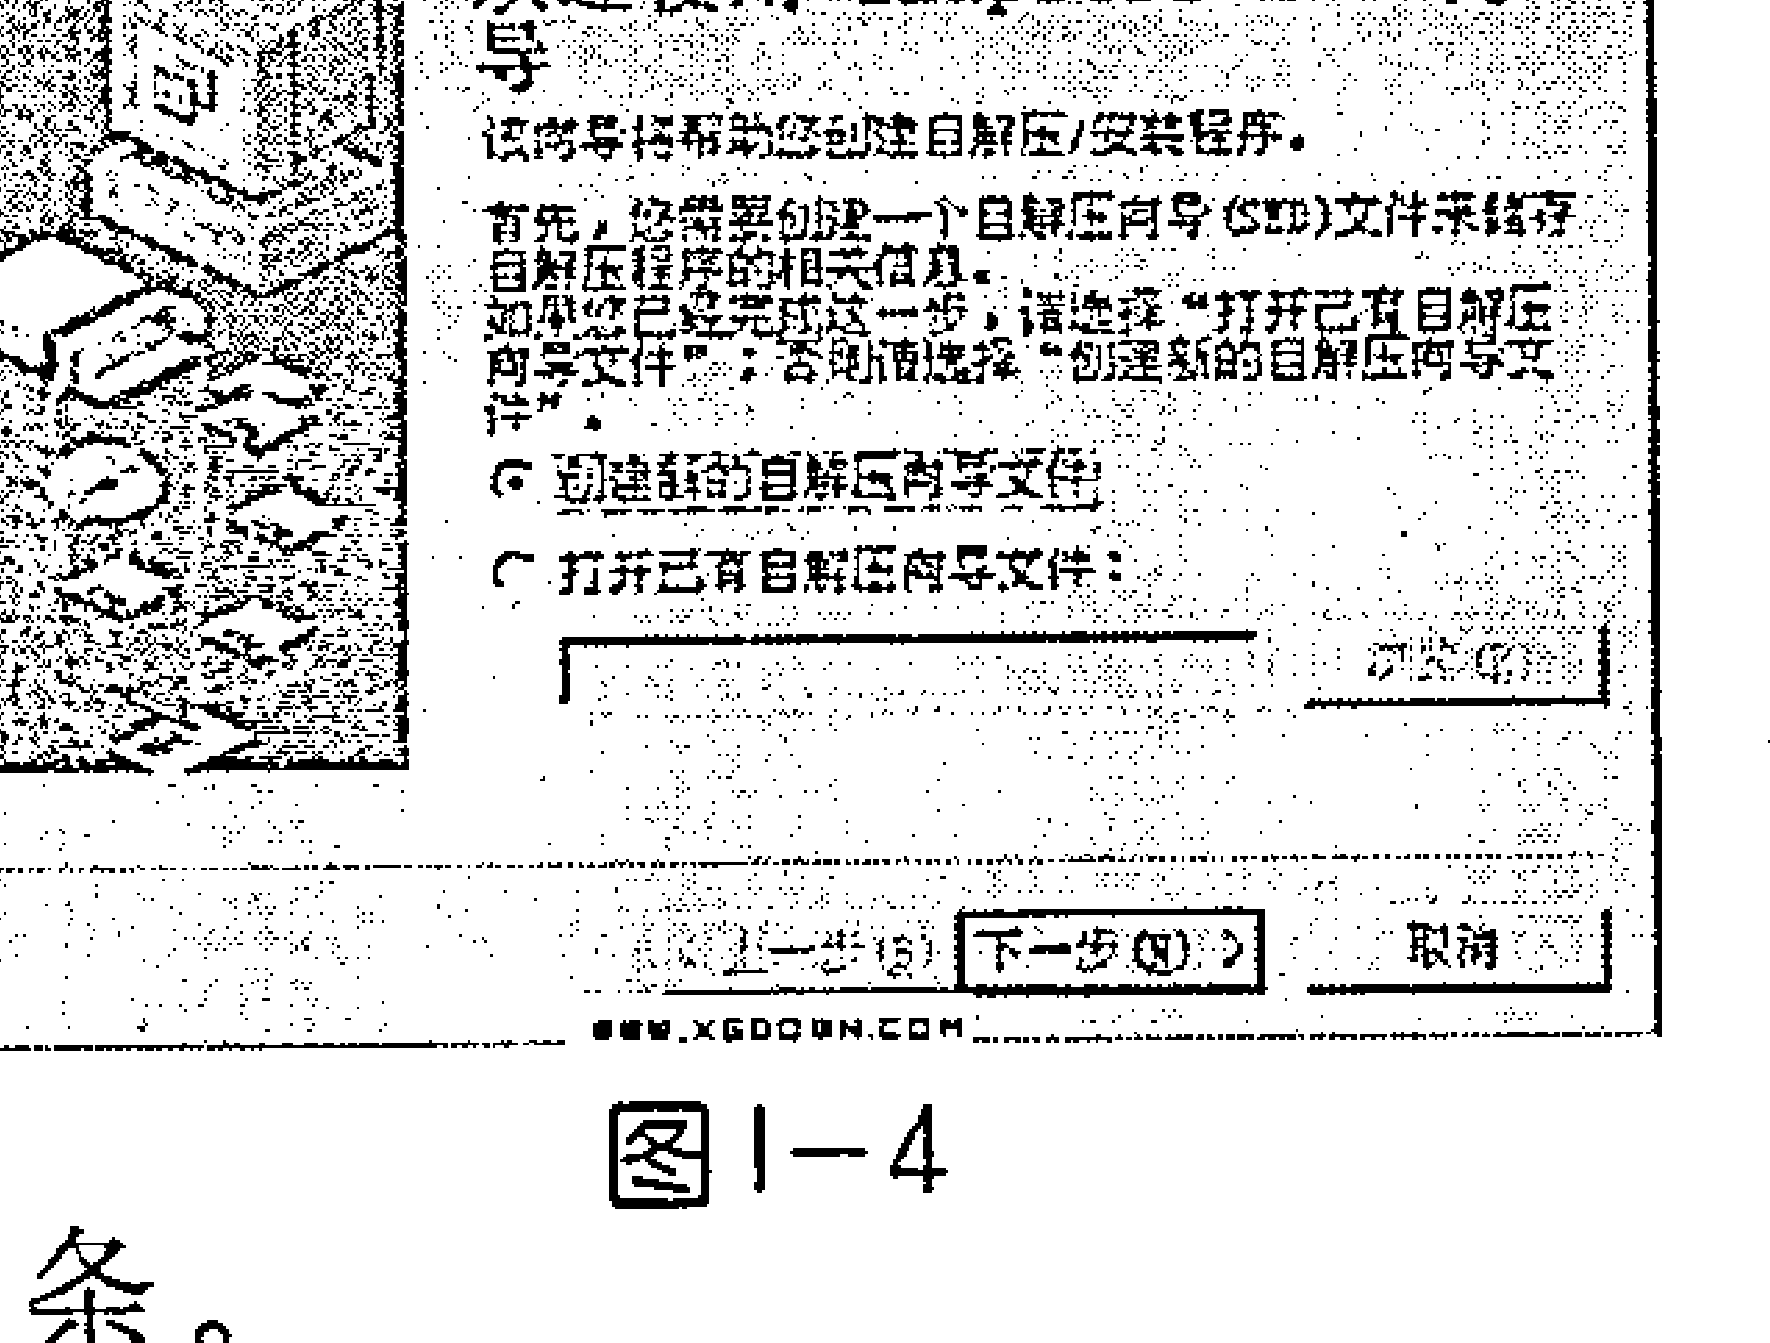 导
该向导将帮助您创建自解压/安装程序。
首先，您需要创建一个自解压向导(SED)文件来储存
自解压程序的相关信息。
如果您已经完成这一步，请选择“打开已有自解压
向导文件”；否则请选择“创建新的自解压向导文
件”。
创建新的自解压向导文件
打开已有自解压向导文件：
上一步(B) 下一步(N) > 取消
www.XGDOWN.COM
图1-4
条。